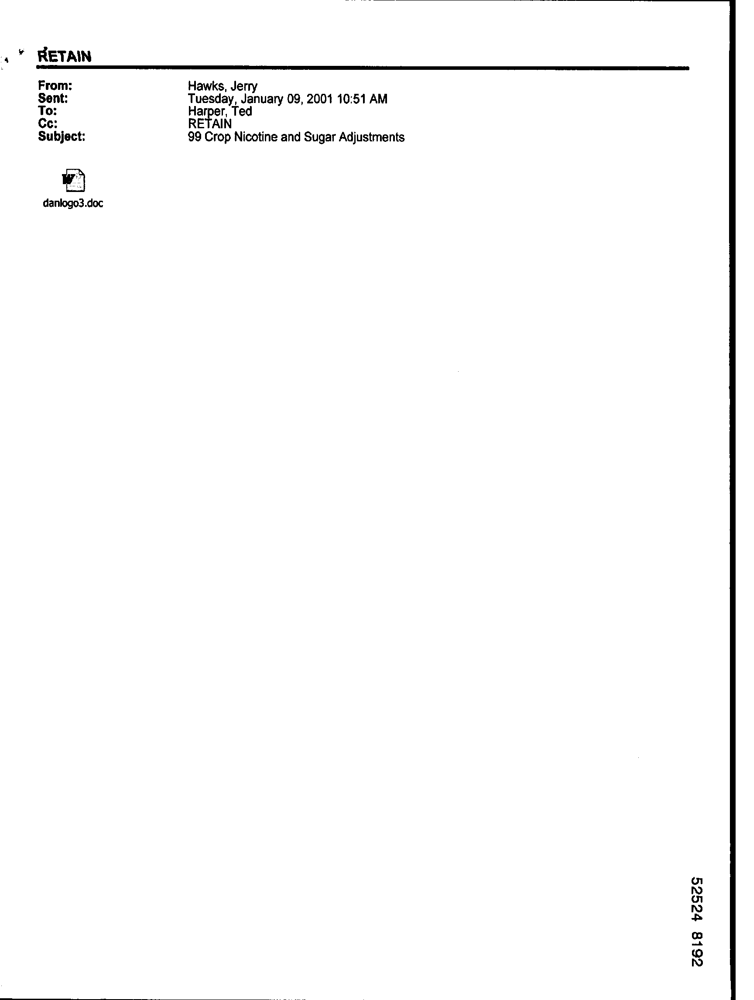 RETAIN
From: Hawks, Jerry
Sent: Tuesday, January 09, 2001 10:51 AM
To: Harper, Ted
Cc: RETAIN
Subject: 99 Crop Nicotine and Sugar Adjustments
danlogo3.doc
52524 8192